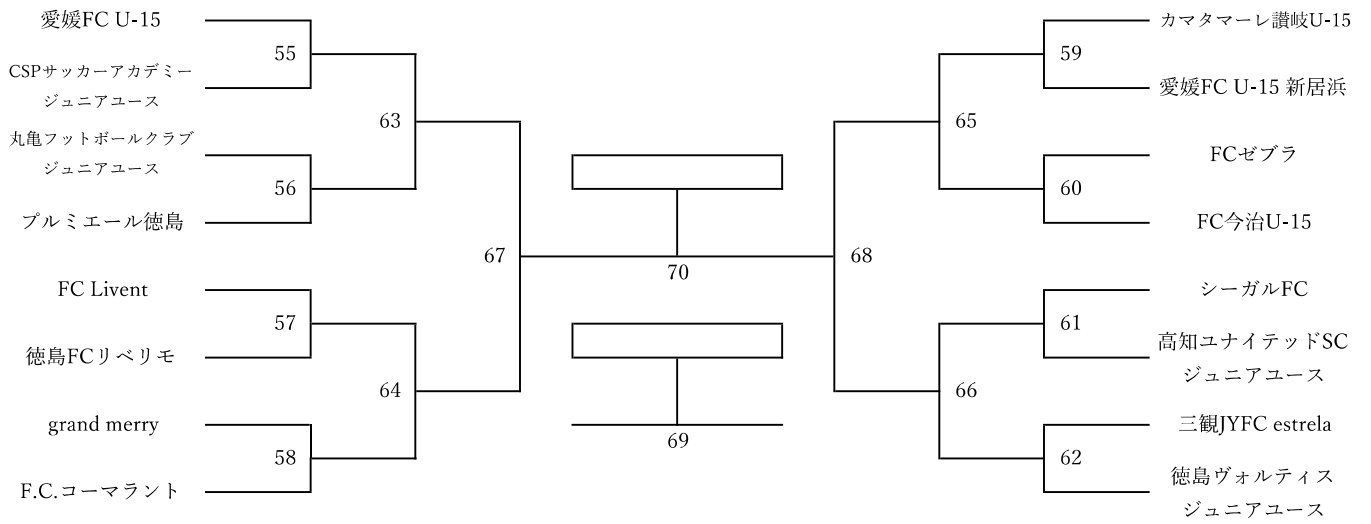 愛媛FC U-15
55
CSPサッカーアカデミー
ジュニアユース
63
丸亀フットボールクラブ
ジュニアユース
56
プルミエール徳島
67
FC Livent
57
徳島FCリベリモ
64
grand merry
58
F.C.コーマラント
70
69
カマタマーレ讃岐U-15
59
愛媛FC U-15 新居浜
65
FCゼブラ
60
FC今治U-15
68
シーガルFC
61
高知ユナイテッドSC
ジュニアユース
66
三観JYFC estrela
62
徳島ヴォルティス
ジュニアユース